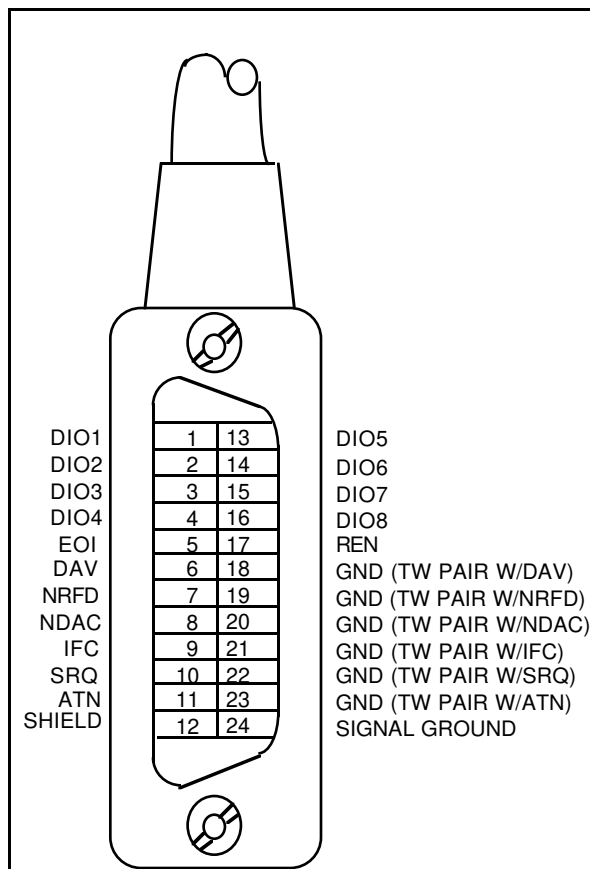 DIO1 1 13 DIO5
DIO2 2 14 DIO6
DIO3 3 15 DIO7
DIO4 4 16 DIO8
EOI 5 17 REN
DAV 6 18 GND (TW PAIR W/DAV)
NRFD 7 19 GND (TW PAIR W/NRFD)
NDAC 8 20 GND (TW PAIR W/NDAC)
IFC 9 21 GND (TW PAIR W/IFC)
SRQ 10 22 GND (TW PAIR W/SRQ)
ATN 11 23 GND (TW PAIR W/ATN)
SHIELD 12 24 SIGNAL GROUND